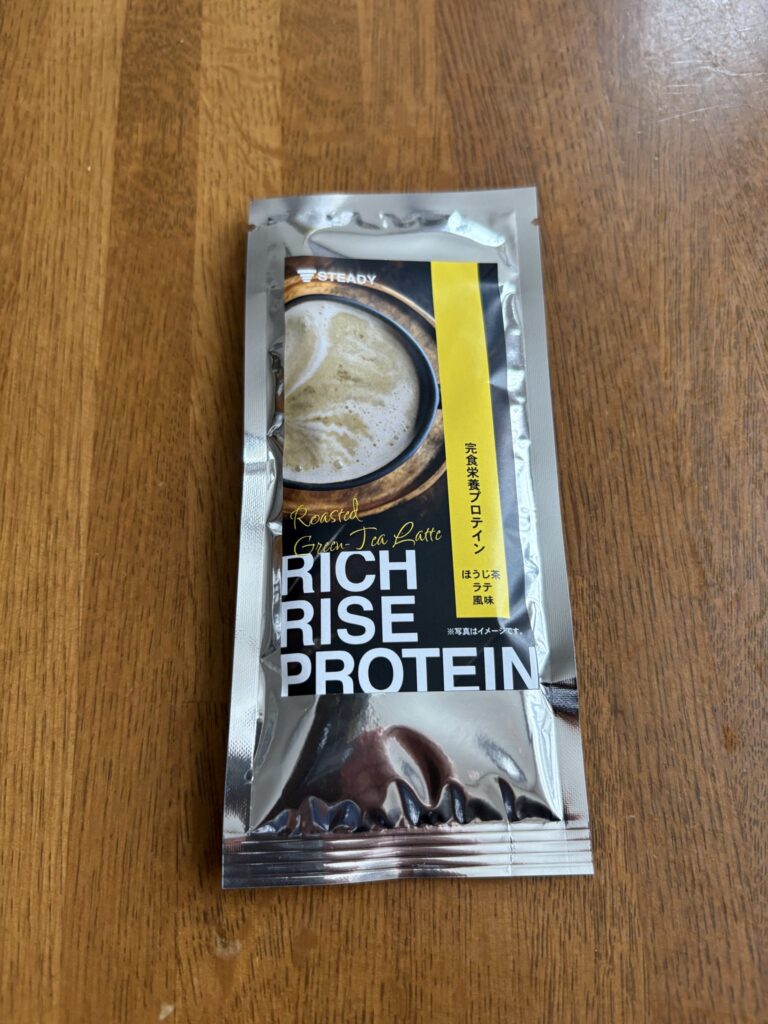 STEADY
完食栄養プロテイン
ほうじ茶
ラテ
風味
Roasted
Green-Tea Latte
RICH
RISE
PROTEIN
※写真はイメージです。